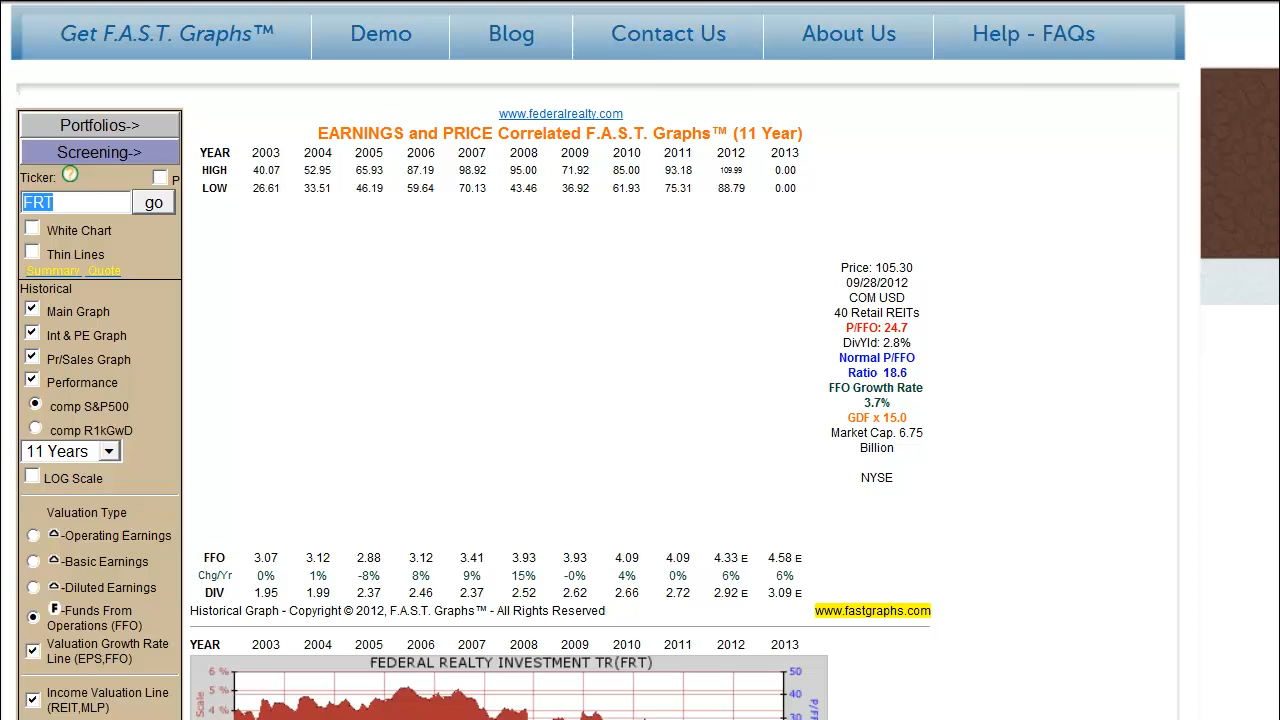 Get F.A.S.T. Graphs™ Demo Blog Contact Us About Us Help - FAQs
Portfolios->
Screening->
Ticker: ? P
FRT go
White Chart
Thin Lines
Summary Quote
Historical
Main Graph
Int & PE Graph
Pr/Sales Graph
Performance
comp S&P500
comp R1kGwD
11 Years
LOG Scale
Valuation Type
-Operating Earnings
-Basic Earnings
-Diluted Earnings
F-Funds From
Operations (FFO)
Valuation Growth Rate
Line (EPS,FFO)
Income Valuation Line
(REIT,MLP)
www.federalrealty.com
EARNINGS and PRICE Correlated F.A.S.T. Graphs™ (11 Year)
YEAR 2003 2004 2005 2006 2007 2008 2009 2010 2011 2012 2013
HIGH 40.07 52.95 65.93 87.19 98.92 95.00 71.92 85.00 93.18 109.99 0.00
LOW 26.61 33.51 46.19 59.64 70.13 43.46 36.92 61.93 75.31 88.75 0.00
Price: 105.30
09/28/2012
COM USD
40 Retail REITs
P/FFO: 24.7
DivYld: 2.8%
Normal P/FFO
Ratio 18.6
FFO Growth Rate
3.7%
GDF x 15.0
Market Cap. 6.75
Billion
NYSE
FFO 3.07 3.12 2.88 3.12 3.41 3.93 3.93 4.09 4.09 4.33 E 4.58 E
Chg/Yr 0% 1% -8% 8% 9% 15% -0% 4% 0% 6% 6%
DIV 1.95 1.99 2.37 2.46 2.37 2.52 2.62 2.66 2.72 2.92 E 3.09 E
Historical Graph - Copyright © 2012, F.A.S.T. Graphs™ - All Rights Reserved www.fastgraphs.com
YEAR 2003 2004 2005 2006 2007 2008 2009 2010 2011 2012 2013
FEDERAL REALTY INVESTMENT TR(FRT)
6 % 50
5 % 40
4 % 30
Scale P/FF